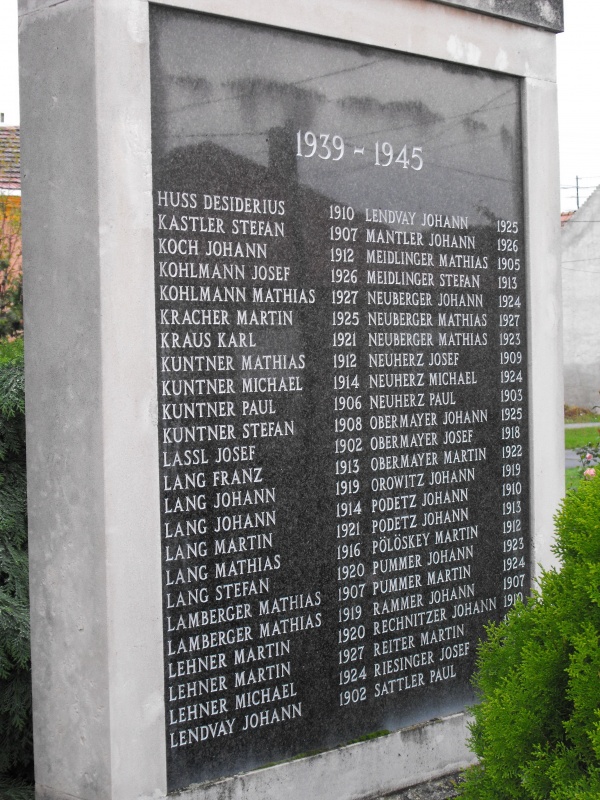 1939 - 1945
HUSS DESIDERIUS 1910
KASTLER STEFAN 1907
KOCH JOHANN 1912
KOHLMANN JOSEF 1926
KOHLMANN MATHIAS 1927
KRACHER MARTIN 1925
KRAUS KARL 1921
KUNTNER MATHIAS 1912
KUNTNER MICHAEL 1914
KUNTNER PAUL 1906
KUNTNER STEFAN 1908
LASSL JOSEF 1902
LANG FRANZ 1913
LANG JOHANN 1919
LANG JOHANN 1914
LANG MARTIN 1921
LANG MATHIAS 1916
LANG STEFAN 1920
LAMBERGER MATHIAS 1907
LAMBERGER MATHIAS 1919
LEHNER MARTIN 1920
LEHNER MARTIN 1927
LEHNER MICHAEL 1924
LENDVAY JOHANN 1902
LENDVAY JOHANN 1925
MANTLER JOHANN 1926
MEIDLINGER MATHIAS 1905
MEIDLINGER STEFAN 1913
NEUBERGER JOHANN 1924
NEUBERGER MATHIAS 1927
NEUBERGER MATHIAS 1923
NEUHERZ JOSEF 1909
NEUHERZ MICHAEL 1924
NEUHERZ PAUL 1903
OBERMAYER JOHANN 1925
OBERMAYER JOSEF 1918
OBERMAYER MARTIN 1922
OROWITZ JOHANN 1919
PODETZ JOHANN 1910
PODETZ JOHANN 1913
PÖLÖSKEY MARTIN 1912
PUMMER JOHANN 1923
PUMMER MARTIN 1924
RAMMER JOHANN 1907
RECHNITZER JOHANN 1910
REITER MARTIN
RIESINGER JOSEF
SATTLER PAUL